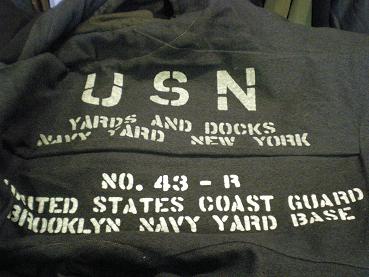 USN
YARDS AND DOCKS
NAVY YARD NEW YORK
NO. 43 - R
UNITED STATES COAST GUARD
BROOKLYN NAVY YARD BASE